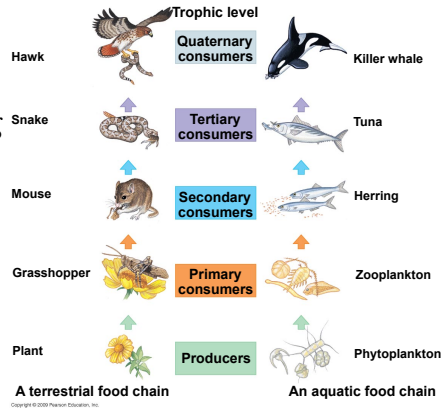 Trophic level
Hawk
Quaternary
consumers
Killer whale
Snake
Tertiary
consumers
Tuna
Mouse
Secondary
consumers
Herring
Grasshopper
Primary
consumers
Zooplankton
Plant
Producers
Phytoplankton
A terrestrial food chain
An aquatic food chain
Copyright © 2009 Pearson Education, Inc.